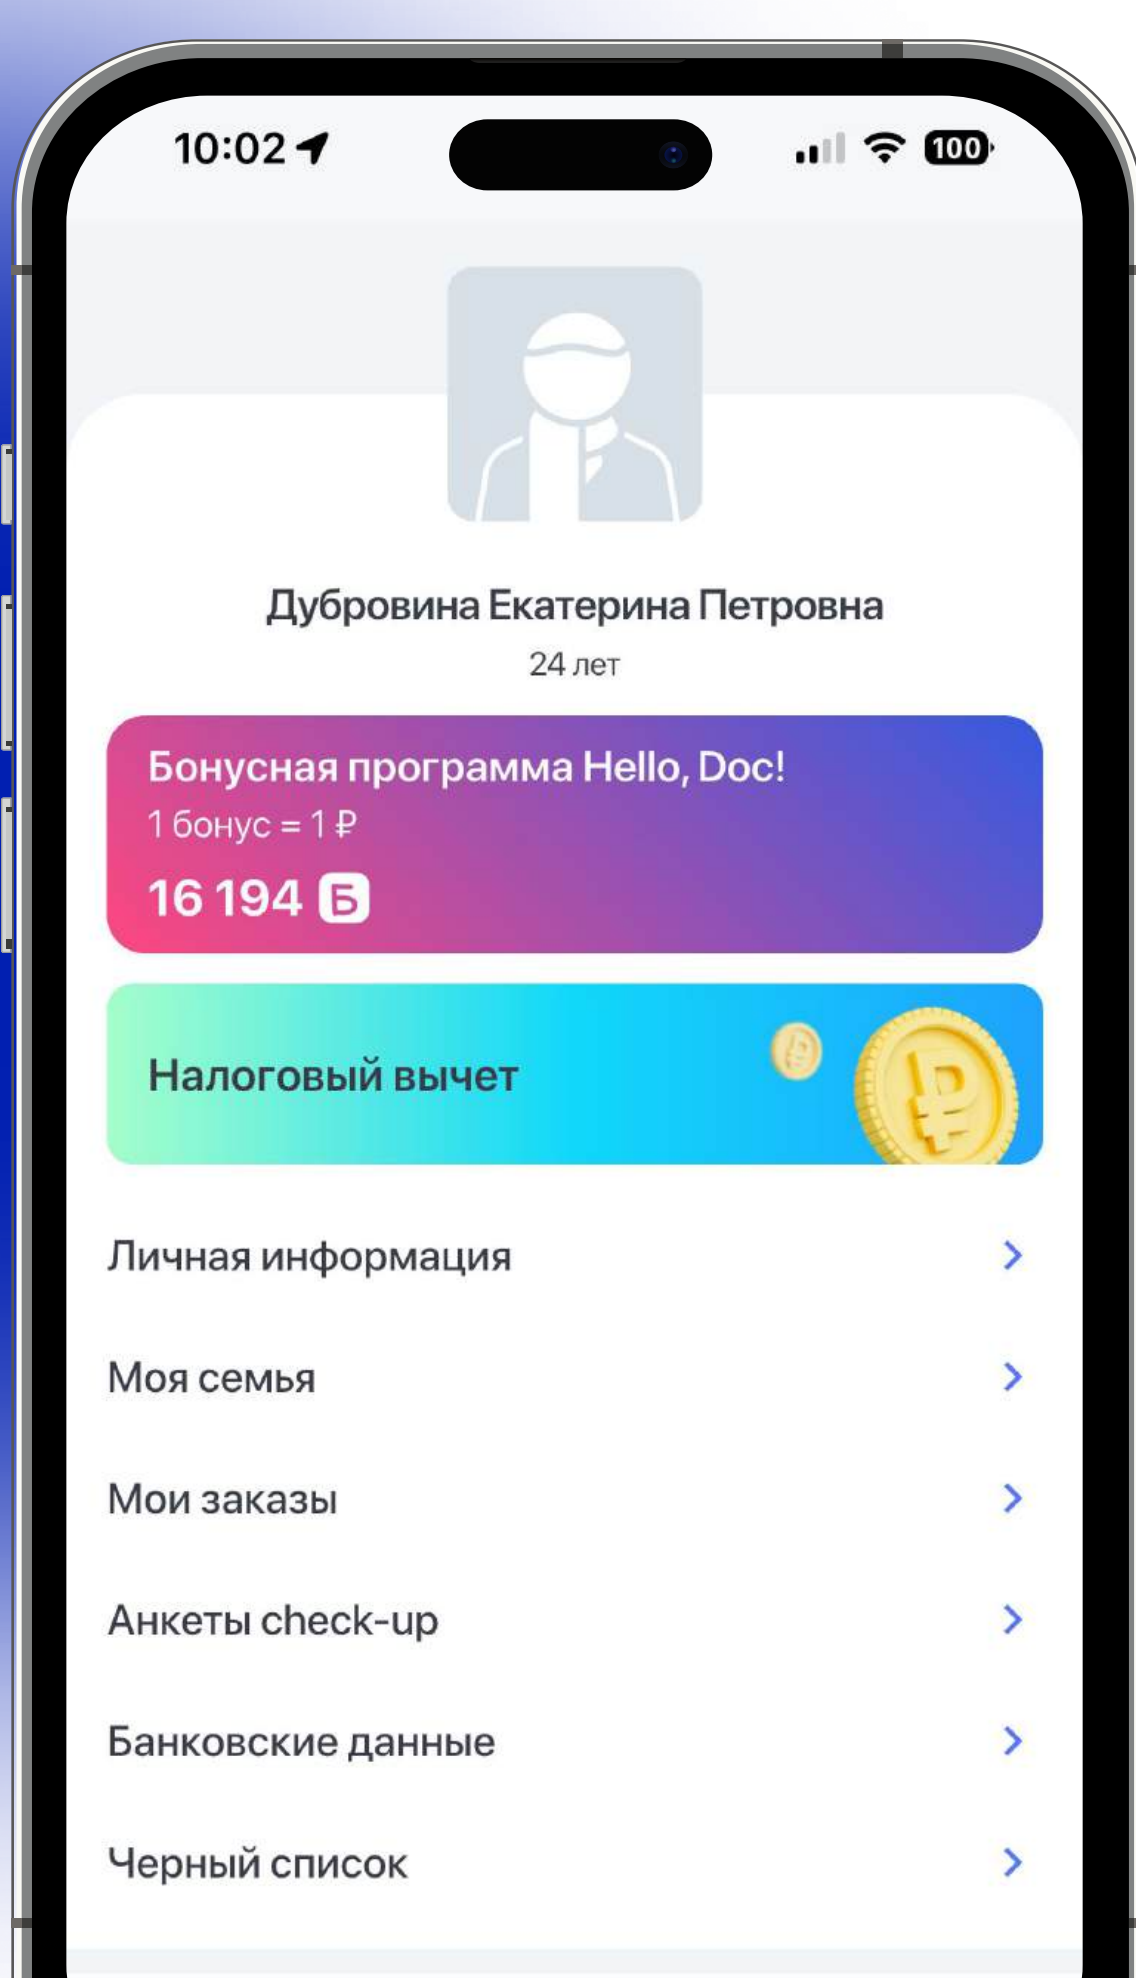 10:02
100
Дубровина Екатерина Петровна
24 лет
Бонусная программа Hello, Doc!
1 бонус = 1 ₽
16 194 Б
Налоговый вычет
Личная информация
Моя семья
Мои заказы
Анкеты check-up
Банковские данные
Черный список